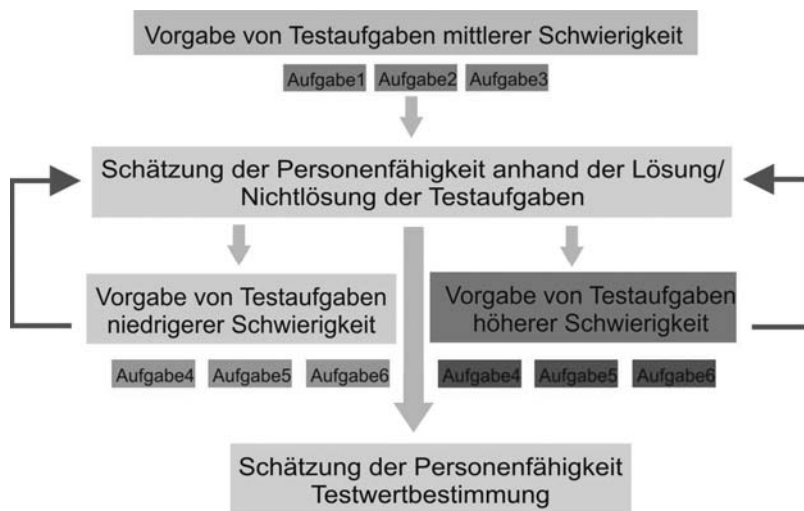 Vorgabe von Testaufgaben mittlerer Schwierigkeit
Aufgabe1 Aufgabe2 Aufgabe3
Schätzung der Personenfähigkeit anhand der Lösung/
Nichtlösung der Testaufgaben
Vorgabe von Testaufgaben
niedrigerer Schwierigkeit
Aufgabe4 Aufgabe5 Aufgabe6
Vorgabe von Testaufgaben
höherer Schwierigkeit
Aufgabe4 Aufgabe5 Aufgabe6
Schätzung der Personenfähigkeit
Testwertbestimmung